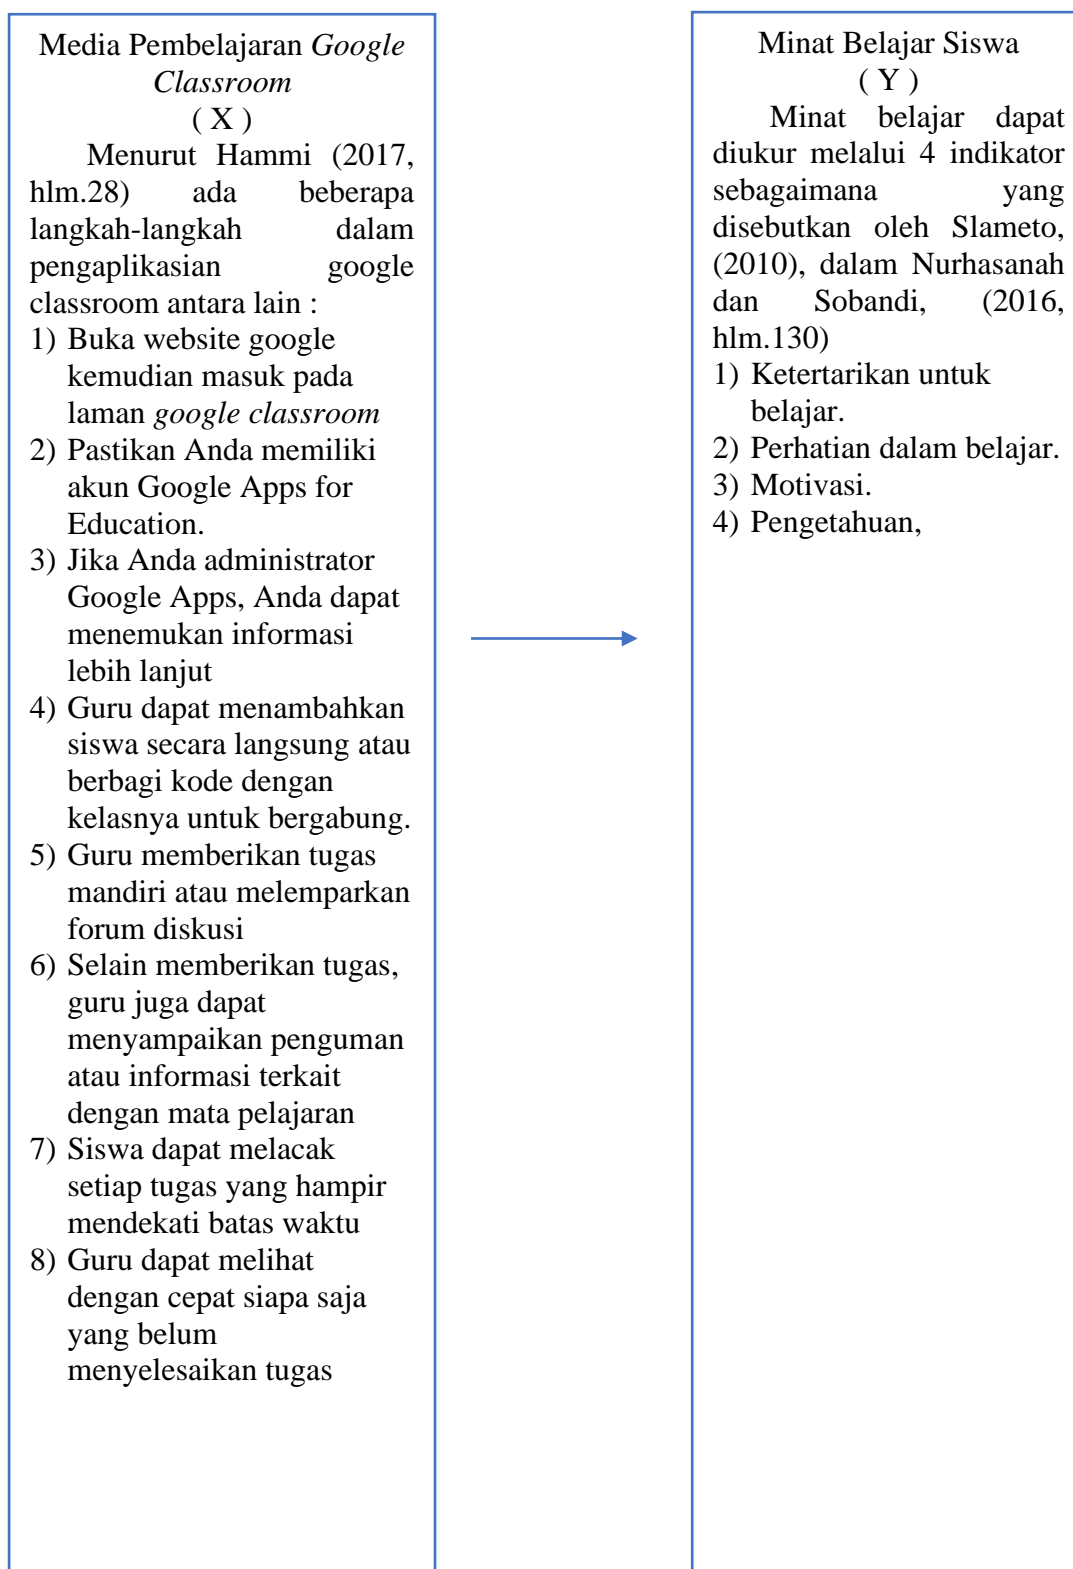 Media Pembelajaran Google
Classroom
( X )
Menurut Hammi (2017,
hlm.28) ada beberapa
langkah-langkah dalam
pengaplikasian google
classroom antara lain :
1) Buka website google
kemudian masuk pada
laman google classroom
2) Pastikan Anda memiliki
akun Google Apps for
Education.
3) Jika Anda administrator
Google Apps, Anda dapat
menemukan informasi
lebih lanjut
4) Guru dapat menambahkan
siswa secara langsung atau
berbagi kode dengan
kelasnya untuk bergabung.
5) Guru memberikan tugas
mandiri atau melemparkan
forum diskusi
6) Selain memberikan tugas,
guru juga dapat
menyampaikan penguman
atau informasi terkait
dengan mata pelajaran
7) Siswa dapat melacak
setiap tugas yang hampir
mendekati batas waktu
8) Guru dapat melihat
dengan cepat siapa saja
yang belum
menyelesaikan tugas
Minat Belajar Siswa
( Y )
Minat belajar dapat
diukur melalui 4 indikator
sebagaimana yang
disebutkan oleh Slameto,
(2010), dalam Nurhasanah
dan Sobandi, (2016,
hlm.130)
1) Ketertarikan untuk
belajar.
2) Perhatian dalam belajar.
3) Motivasi.
4) Pengetahuan,